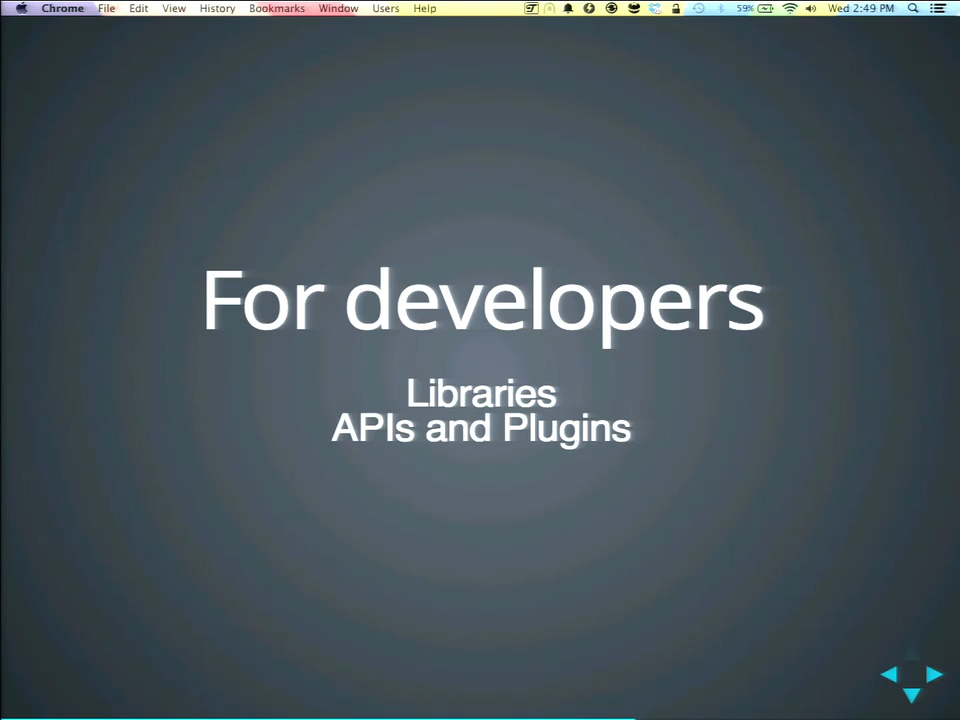 Chrome File Edit View History Bookmarks Window Users Help 59% Wed 2:49 PM
For developers
Libraries
APIs and Plugins